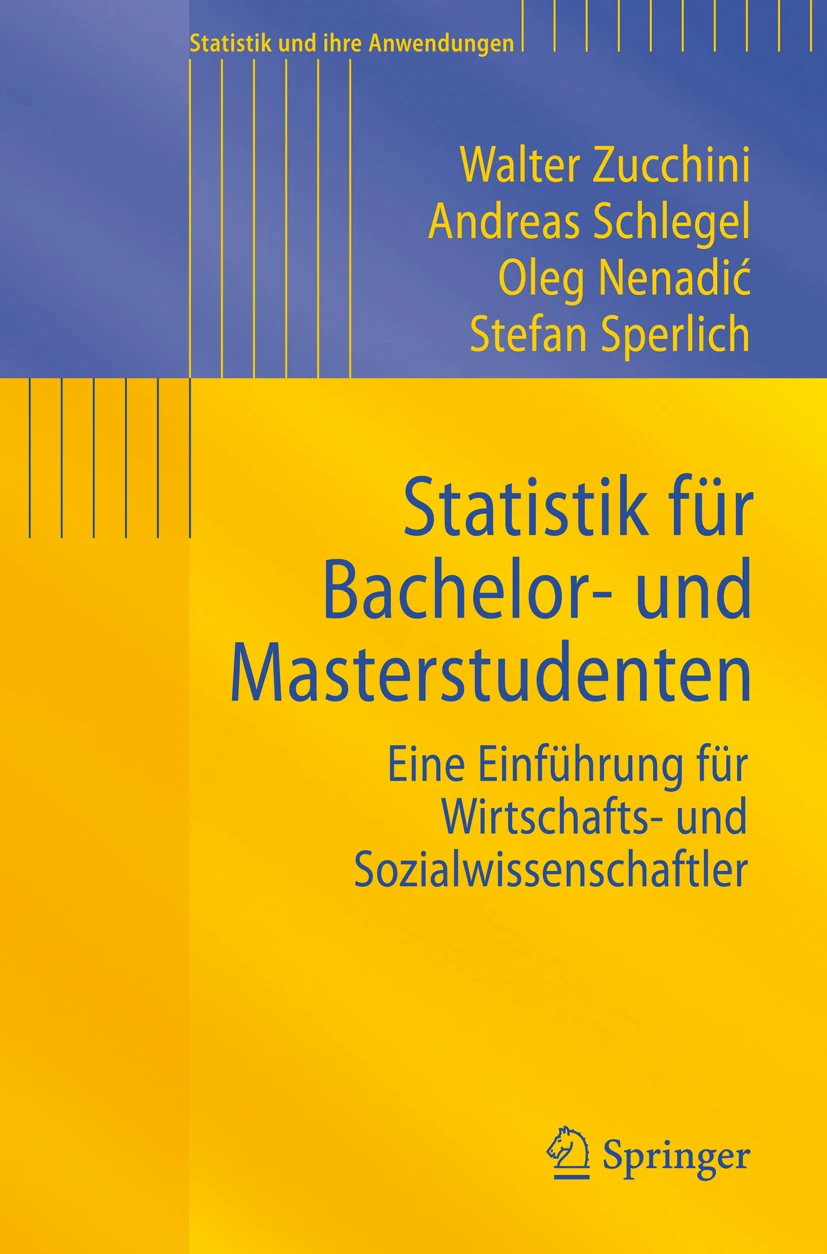 Statistik und ihre Anwendungen
Walter Zucchini
Andreas Schlegel
Oleg Nenadić
Stefan Sperlich
Statistik für
Bachelor- und
Masterstudenten
Eine Einführung für
Wirtschafts- und
Sozialwissenschaftler
Springer